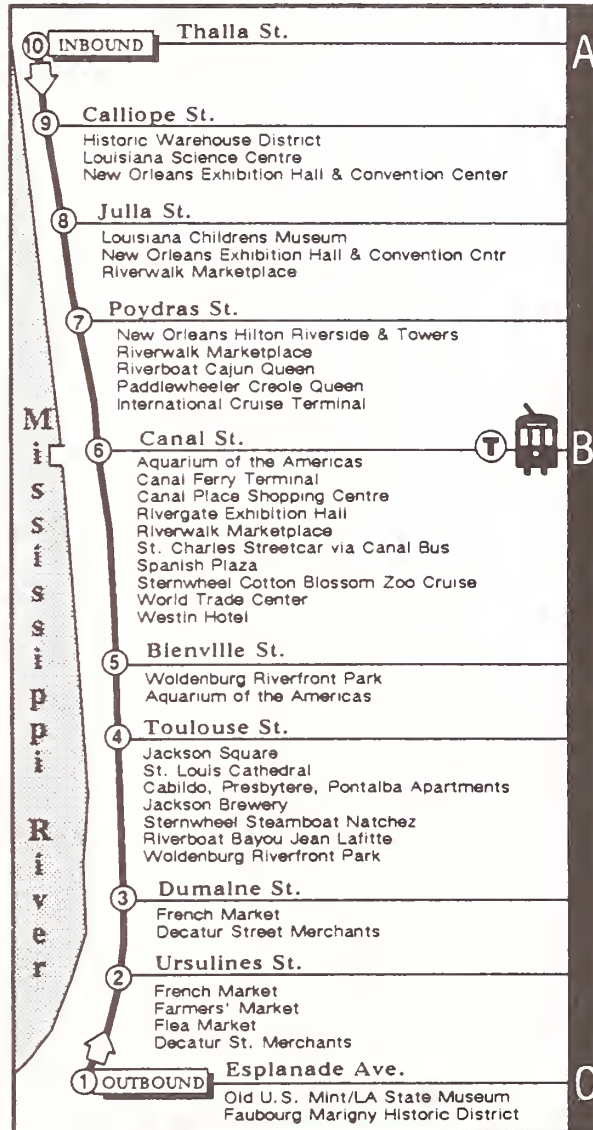 10 INBOUND Thalla St.
A
9 Calliope St.
Historic Warehouse District
Louisiana Science Centre
New Orleans Exhibition Hall & Convention Center
8 Julla St.
Louisiana Childrens Museum
New Orleans Exhibition Hall & Convention Cntr
Riverwalk Marketplace
7 Poydras St.
New Orleans Hilton Riverside & Towers
Riverwalk Marketplace
Riverboat Cajun Queen
Paddlewheeler Creole Queen
International Cruise Terminal
6 Canal St. T
B
Aquarium of the Americas
Canal Ferry Terminal
Canal Place Shopping Centre
Rivergate Exhibition Hall
Riverwalk Marketplace
St. Charles Streetcar via Canal Bus
Spanish Plaza
Sternwheel Cotton Blossom Zoo Cruise
World Trade Center
Westin Hotel
5 Bienville St.
Woldenburg Riverfront Park
Aquarium of the Americas
4 Toulouse St.
Jackson Square
St. Louis Cathedral
Cabildo, Presbytere, Pontalba Apartments
Jackson Brewery
Sternwheel Steamboat Natchez
Riverboat Bayou Jean Lafitte
Woldenburg Riverfront Park
3 Dumalne St.
French Market
Decatur Street Merchants
2 Ursulines St.
French Market
Farmers' Market
Flea Market
Decatur St. Merchants
1 OUTBOUND Esplanade Ave.
C
Old U.S. Mint/LA State Museum
Faubourg Marigny Historic District
Mississippi River